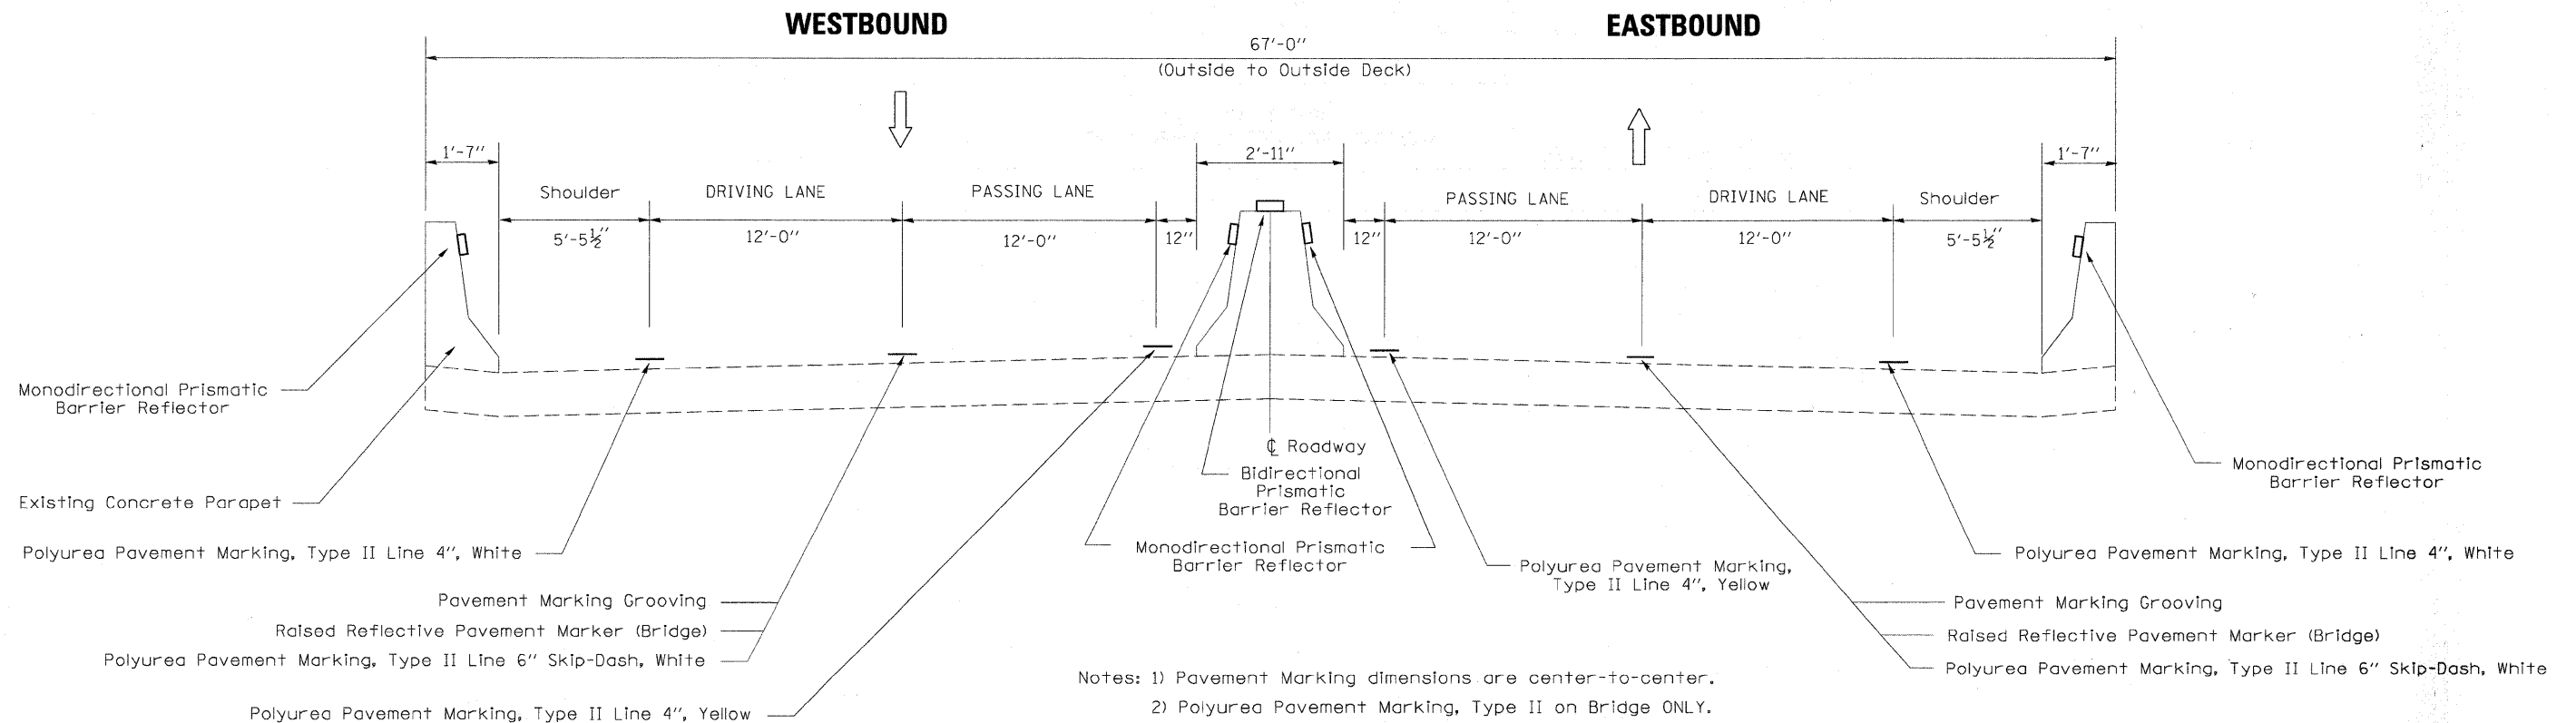 WESTBOUND
EASTBOUND
67'-0"
(Outside to Outside Deck)
1'-7"
2'-11"
1'-7"
Shoulder
DRIVING LANE
PASSING LANE
PASSING LANE
DRIVING LANE
Shoulder
5'-5½"
12'-0"
12'-0"
12"
12"
12'-0"
12'-0"
5'-5½"
Monodirectional Prismatic
Barrier Reflector
Existing Concrete Parapet
Polyurea Pavement Marking, Type II Line 4", White
Pavement Marking Grooving
Raised Reflective Pavement Marker (Bridge)
Polyurea Pavement Marking, Type II Line 6" Skip-Dash, White
Polyurea Pavement Marking, Type II Line 4", Yellow
℄ Roadway
Bidirectional
Prismatic
Barrier Reflector
Monodirectional Prismatic
Barrier Reflector
Polyurea Pavement Marking,
Type II Line 4", Yellow
Monodirectional Prismatic
Barrier Reflector
Polyurea Pavement Marking, Type II Line 4", White
Pavement Marking Grooving
Raised Reflective Pavement Marker (Bridge)
Polyurea Pavement Marking, Type II Line 6" Skip-Dash, White
Notes: 1) Pavement Marking dimensions are center-to-center.
2) Polyurea Pavement Marking, Type II on Bridge ONLY.